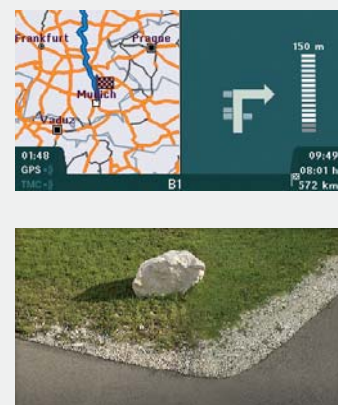 Frankfurt
Prague
Munich
Vaduz
01:48
GPS
TMC
B1
150 m
09:49
08:01 h
572 km